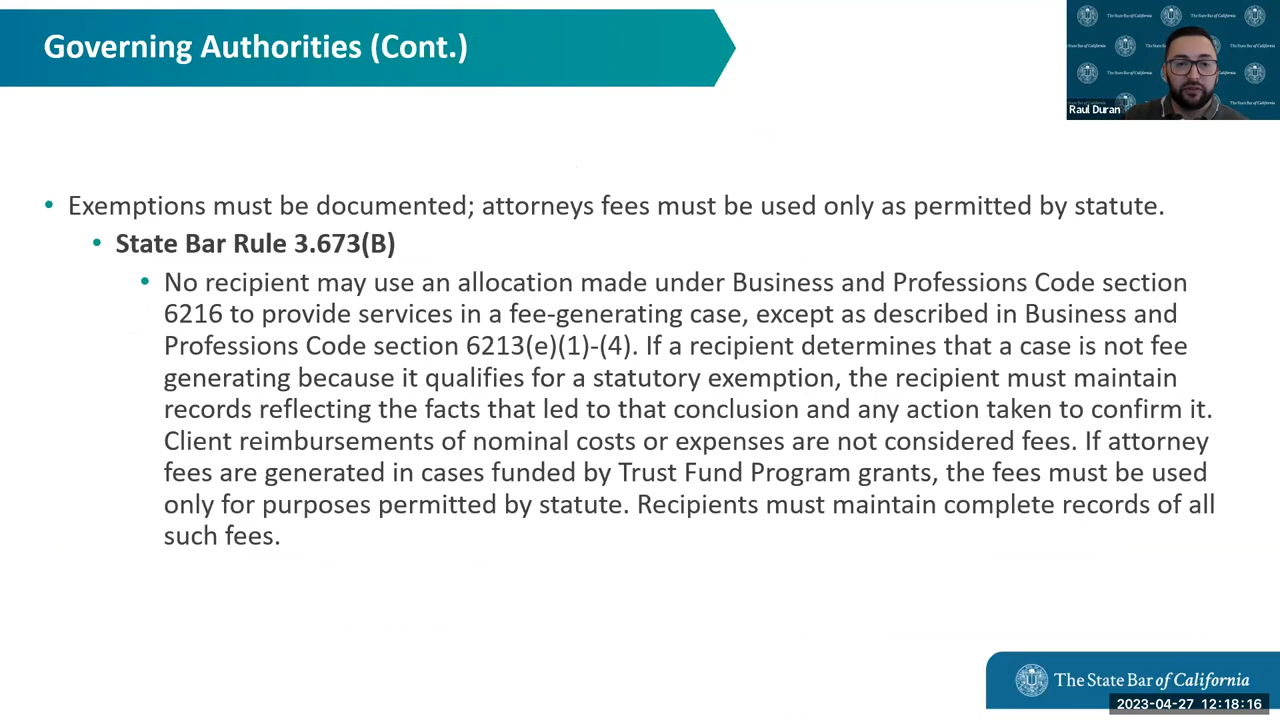 Governing Authorities (Cont.)
Raul Duran
• Exemptions must be documented; attorneys fees must be used only as permitted by statute.
• State Bar Rule 3.673(B)
• No recipient may use an allocation made under Business and Professions Code section
6216 to provide services in a fee-generating case, except as described in Business and
Professions Code section 6213(e)(1)-(4). If a recipient determines that a case is not fee
generating because it qualifies for a statutory exemption, the recipient must maintain
records reflecting the facts that led to that conclusion and any action taken to confirm it.
Client reimbursements of nominal costs or expenses are not considered fees. If attorney
fees are generated in cases funded by Trust Fund Program grants, the fees must be used
only for purposes permitted by statute. Recipients must maintain complete records of all
such fees.
The State Bar of California
2023-04-27 12:18:16